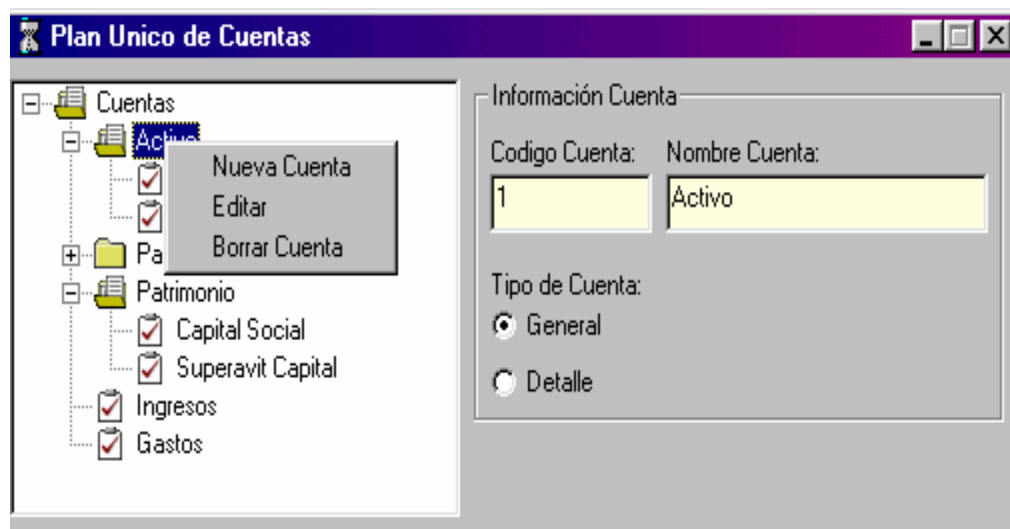 Plan Unico de Cuentas
Cuentas
Activo
Nueva Cuenta
Editar
Borrar Cuenta
Pa
Patrimonio
Capital Social
Superavit Capital
Ingresos
Gastos
Información Cuenta
Codigo Cuenta: Nombre Cuenta:
1 Activo
Tipo de Cuenta:
General
Detalle